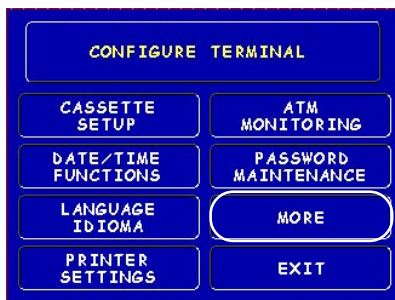 CONFIGURE TERMINAL
CASSETTE
SETUP
ATM
MONITORING
DATE/TIME
FUNCTIONS
PASSWORD
MAINTENANCE
LANGUAGE
IDIOMA
MORE
PRINTER
SETTINGS
EXIT